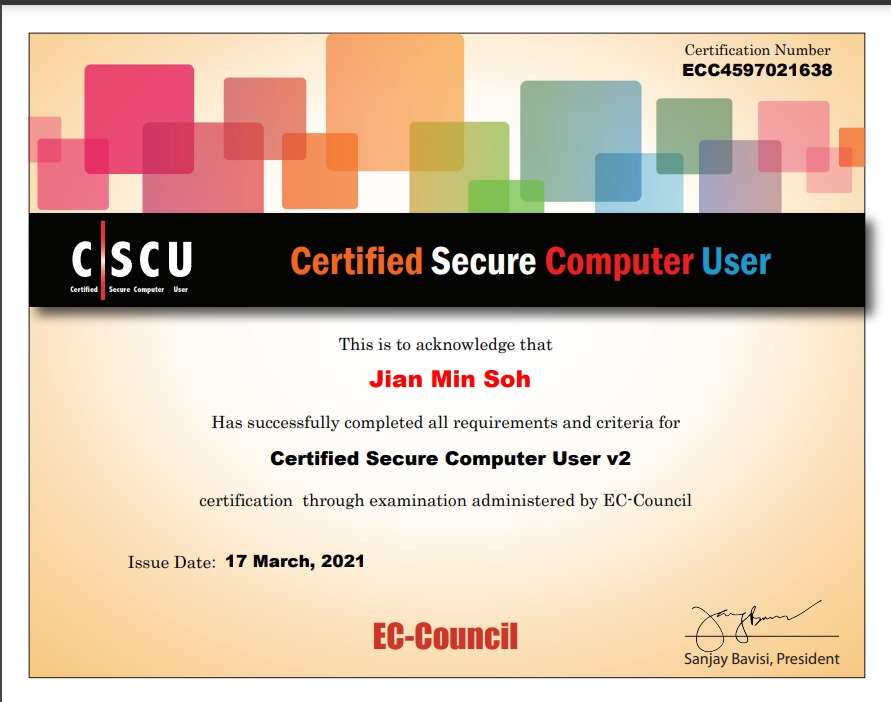 Certification Number
ECC4597021638
CSCU
Certified Secure Computer User
Certified Secure Computer User
This is to acknowledge that
Jian Min Soh
Has successfully completed all requirements and criteria for
Certified Secure Computer User v2
certification through examination administered by EC-Council
Issue Date: 17 March, 2021
EC-Council
Sanjay Bavisi, President